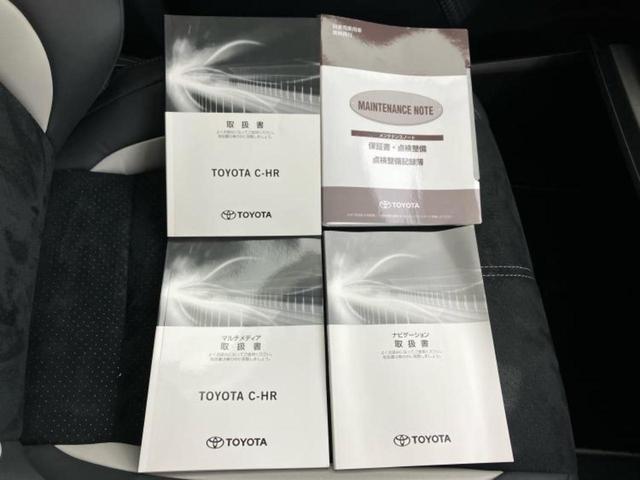 取扱書
TOYOTA C-HR
TOYOTA
MAINTENANCE NOTE
メンテナンスノート
保証書・点検整備
点検整備記録簿
TOYOTA
マルチメディア
取扱書
TOYOTA C-HR
TOYOTA
ナビゲーション
取扱書
TOYOTA